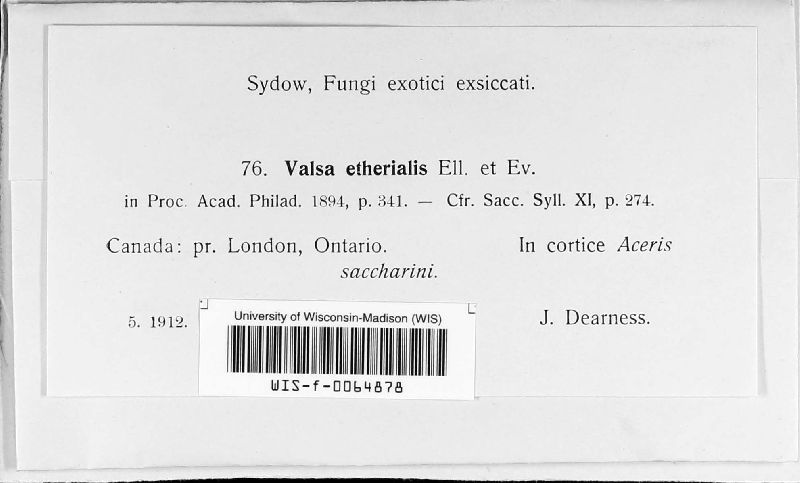 Sydow, Fungi exotici exsiccati.
76. Valsa etherialis Ell. et Ev.
in Proc. Acad. Philad. 1894, p. 341. — Cfr. Sacc. Syll. XI, p. 274.
Canada: pr. London, Ontario. In cortice Aceris
saccharini.
5. 1912. J. Dearness.
University of Wisconsin-Madison (WIS)
WIS-f-0064878